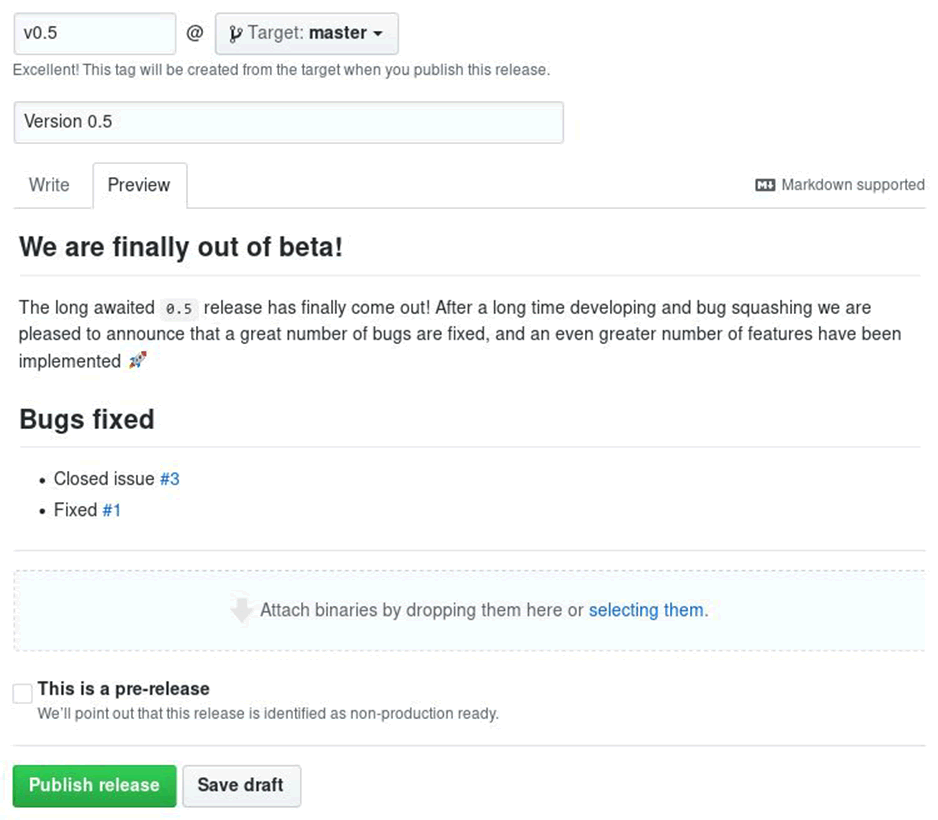 v0.5 @ Target: master
Excellent! This tag will be created from the target when you publish this release.
Version 0.5
Write Preview Markdown supported
We are finally out of beta!
The long awaited 0.5 release has finally come out! After a long time developing and bug squashing we are
pleased to announce that a great number of bugs are fixed, and an even greater number of features have been
implemented 🚀
Bugs fixed
• Closed issue #3
• Fixed #1
Attach binaries by dropping them here or selecting them.
This is a pre-release
We’ll point out that this release is identified as non-production ready.
Publish release Save draft